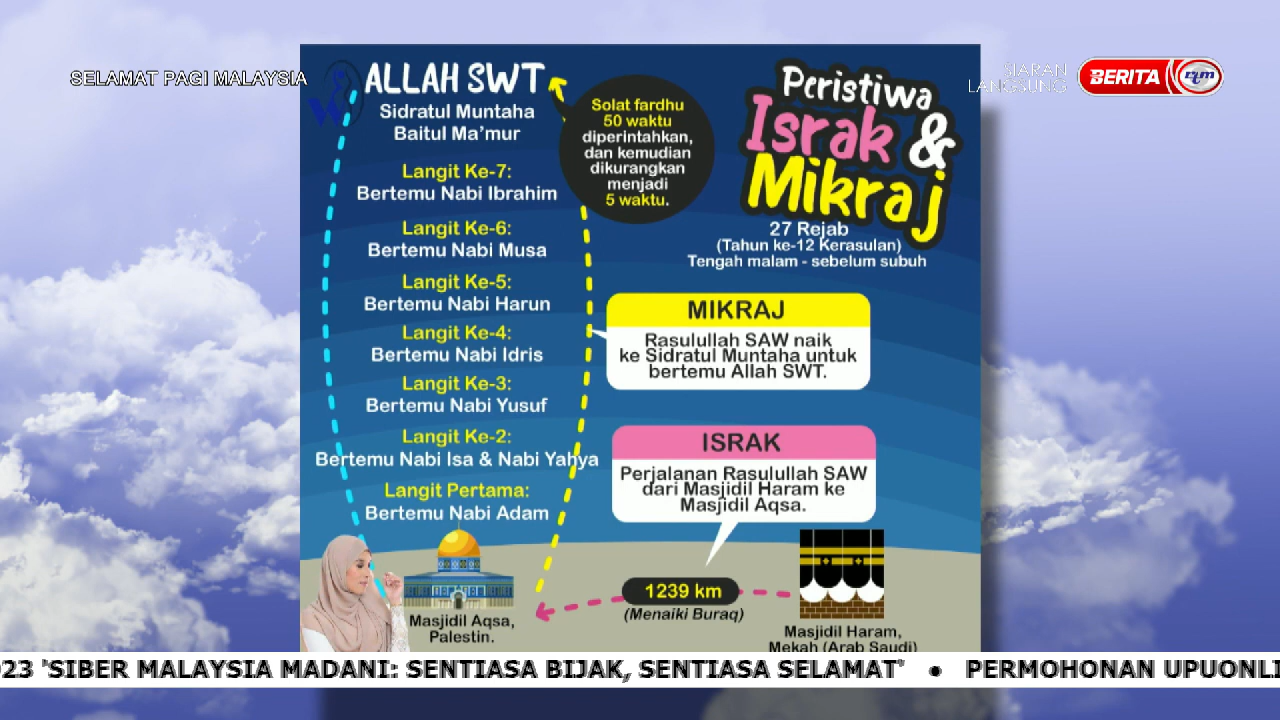 SELAMAT PAGI MALAYSIA
SIARAN
LANGSUNG
BERITA rtm
ALLAH SWT
Sidratul Muntaha
Baitul Ma'mur
Langit Ke-7:
Bertemu Nabi Ibrahim
Langit Ke-6:
Bertemu Nabi Musa
Langit Ke-5:
Bertemu Nabi Harun
Langit Ke-4:
Bertemu Nabi Idris
Langit Ke-3:
Bertemu Nabi Yusuf
Langit Ke-2:
Bertemu Nabi Isa & Nabi Yahya
Langit Pertama:
Bertemu Nabi Adam
Solat fardhu
50 waktu
diperintahkan,
dan kemudian
dikurangkan
menjadi
5 waktu.
Peristiwa
Israk &
Mikraj
27 Rejab
(Tahun ke-12 Kerasulan)
Tengah malam - sebelum subuh
MIKRAJ
Rasulullah SAW naik
ke Sidratul Muntaha untuk
bertemu Allah SWT.
ISRAK
Perjalanan Rasulullah SAW
dari Masjidil Haram ke
Masjidil Aqsa.
1239 km
(Menaiki Buraq)
Masjidil Aqsa,
Palestin.
Masjidil Haram,
Mekah (Arab Saudi)
023 "SIBER MALAYSIA MADANI: SENTIASA BIJAK, SENTIASA SELAMAT" • PERMOHONAN UPUONLI